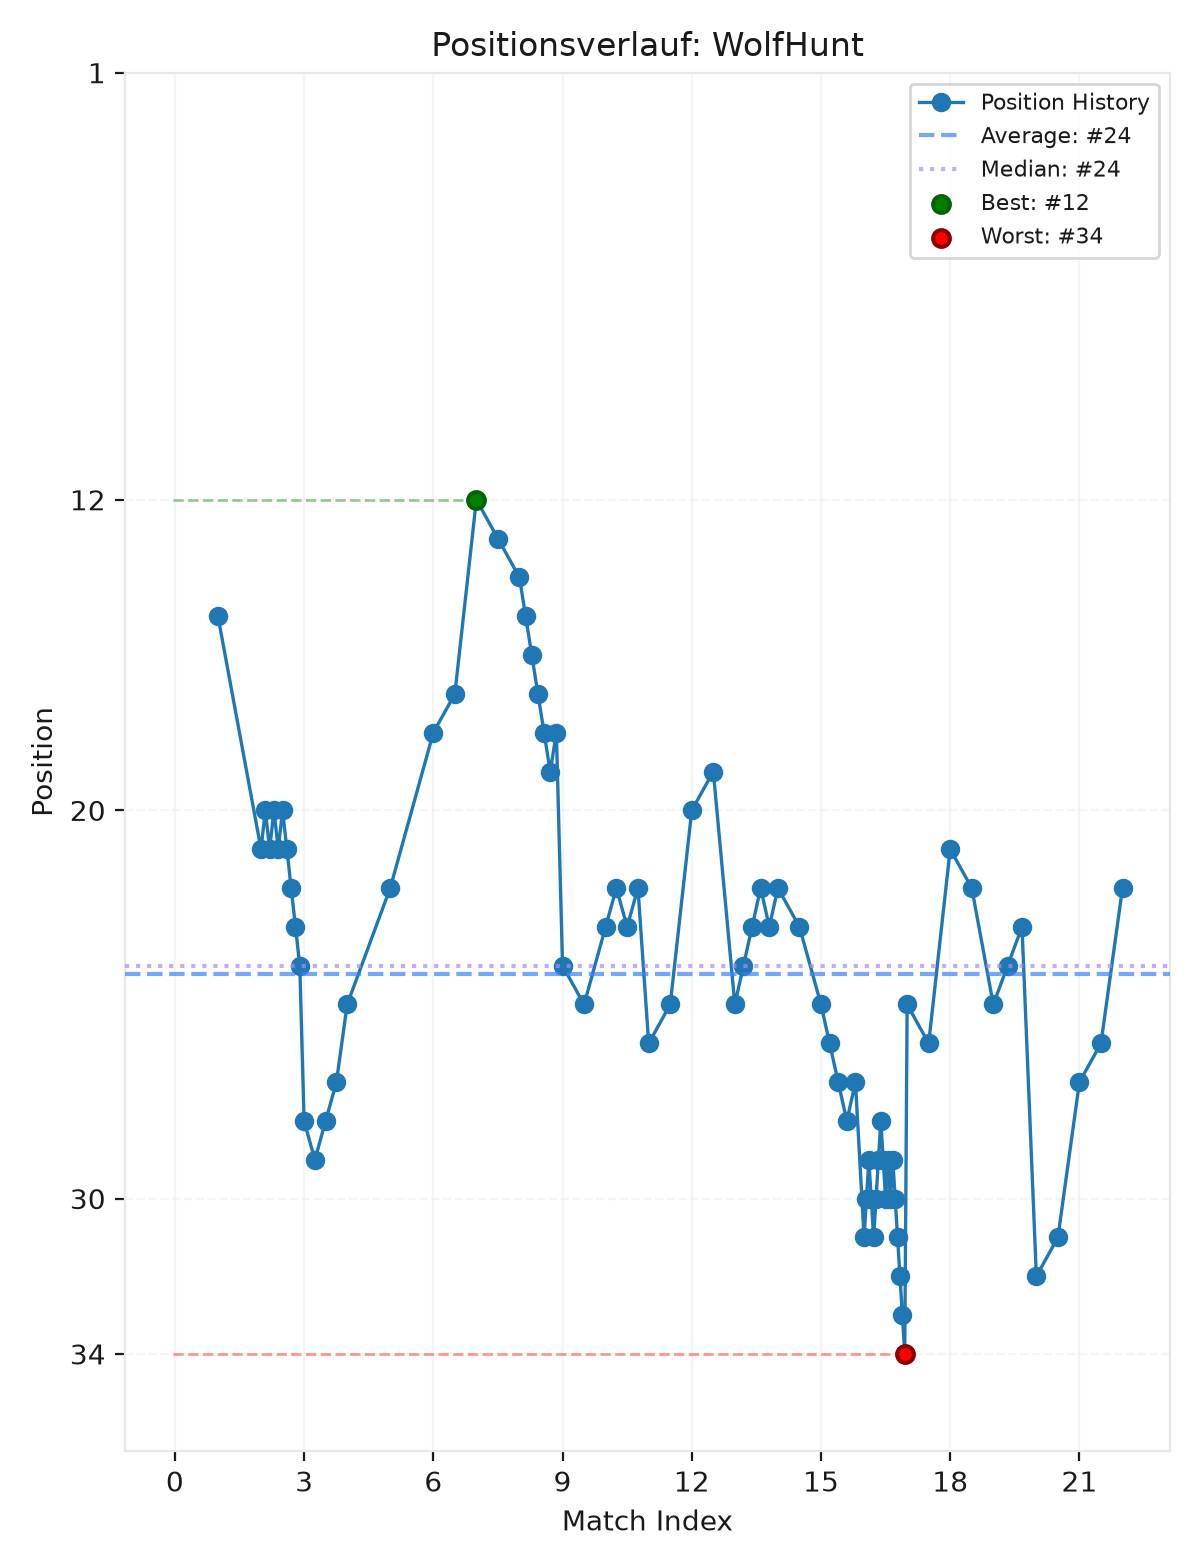 Positionsverlauf: WolfHunt
Position History
Average: #24
Median: #24
Best: #12
Worst: #34
Position
1
12
20
30
34
0 3 6 9 12 15 18 21
Match Index